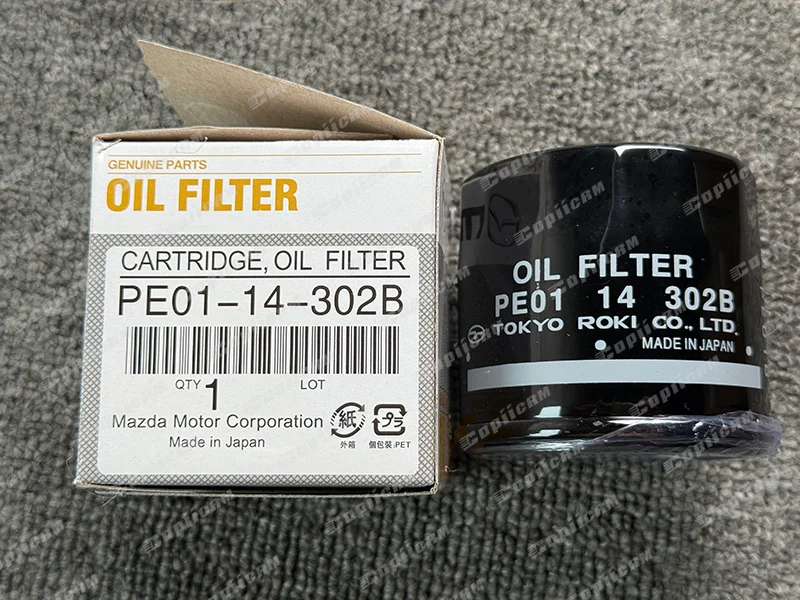 GENUINE PARTS
OIL FILTER
CARTRIDGE, OIL FILTER
PE01-14-302B
QTY 1 LOT
Mazda Motor Corporation
Made in Japan
紙
外箱
プラ
個包装:PET
OIL FILTER
PE01 14 302B
TOKYO ROKI CO., LTD.
MADE IN JAPAN
Copiicam